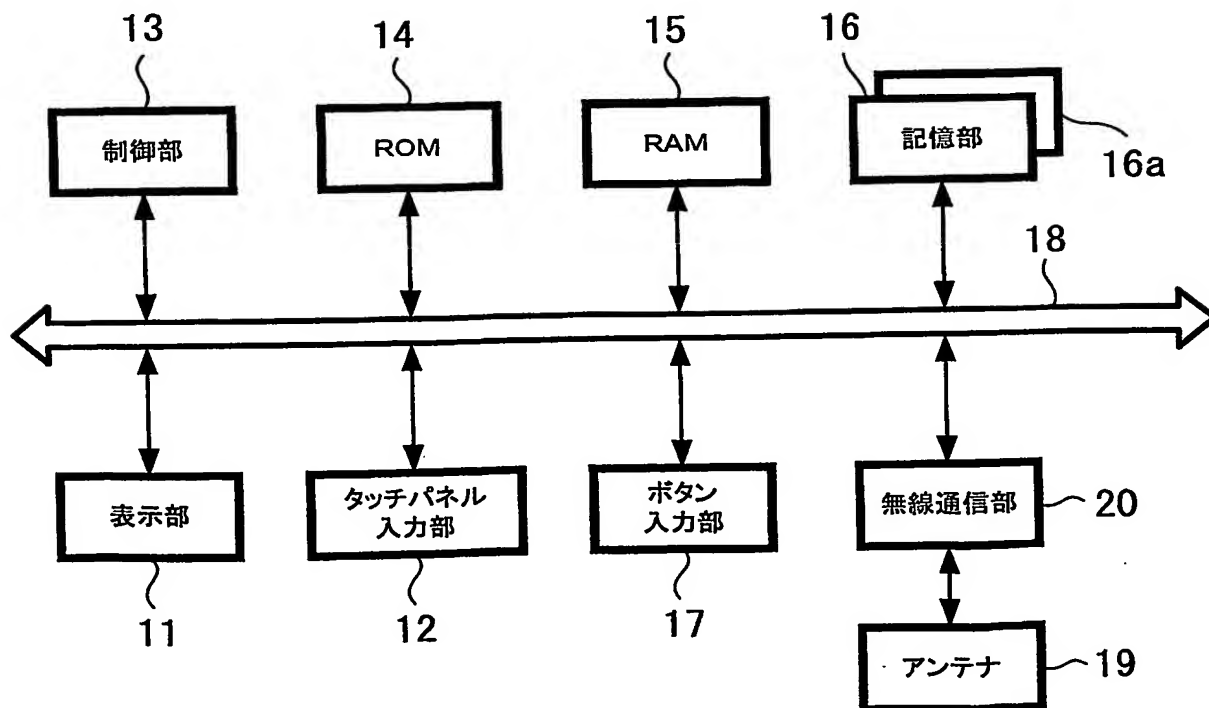 13
14
15
16
制御部
ROM
RAM
記憶部
16a
18
表示部
タッチパネル
入力部
ボタン
入力部
無線通信部
20
11
12
17
アンテナ
19